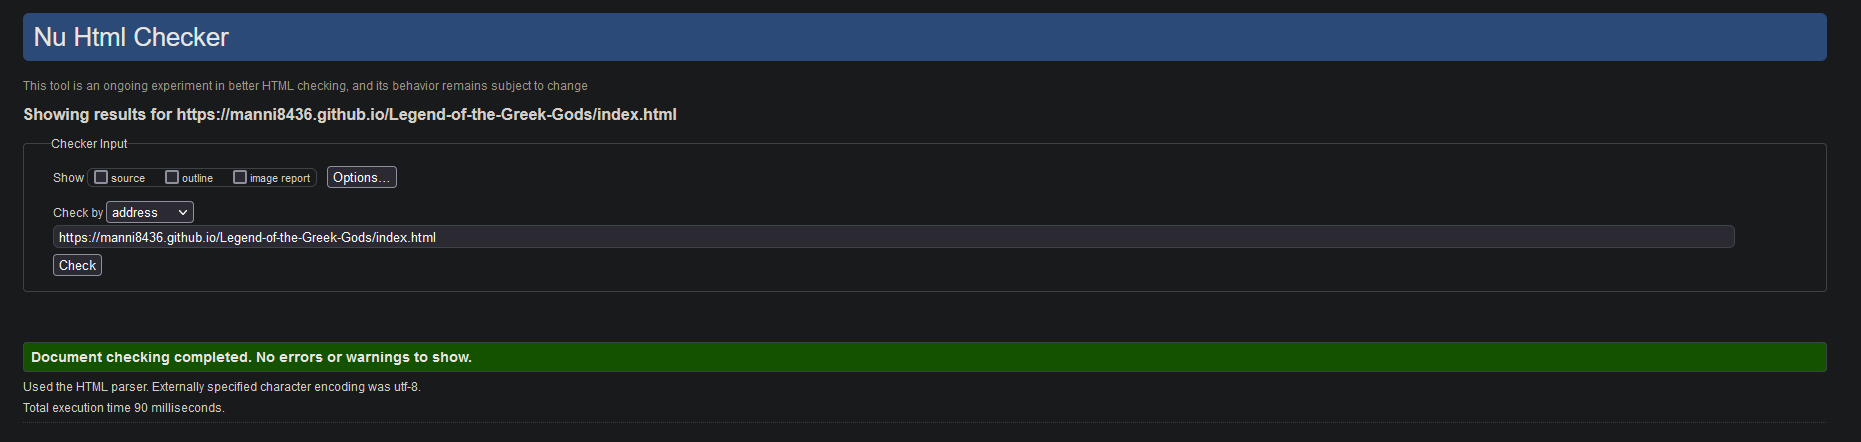 Nu Html Checker
This tool is an ongoing experiment in better HTML checking, and its behavior remains subject to change
Showing results for https://manni8436.github.io/Legend-of-the-Greek-Gods/index.html
Checker Input
Show source outline image report Options...
Check by address
https://manni8436.github.io/Legend-of-the-Greek-Gods/index.html
Check
Document checking completed. No errors or warnings to show.
Used the HTML parser. Externally specified character encoding was utf-8.
Total execution time 90 milliseconds.